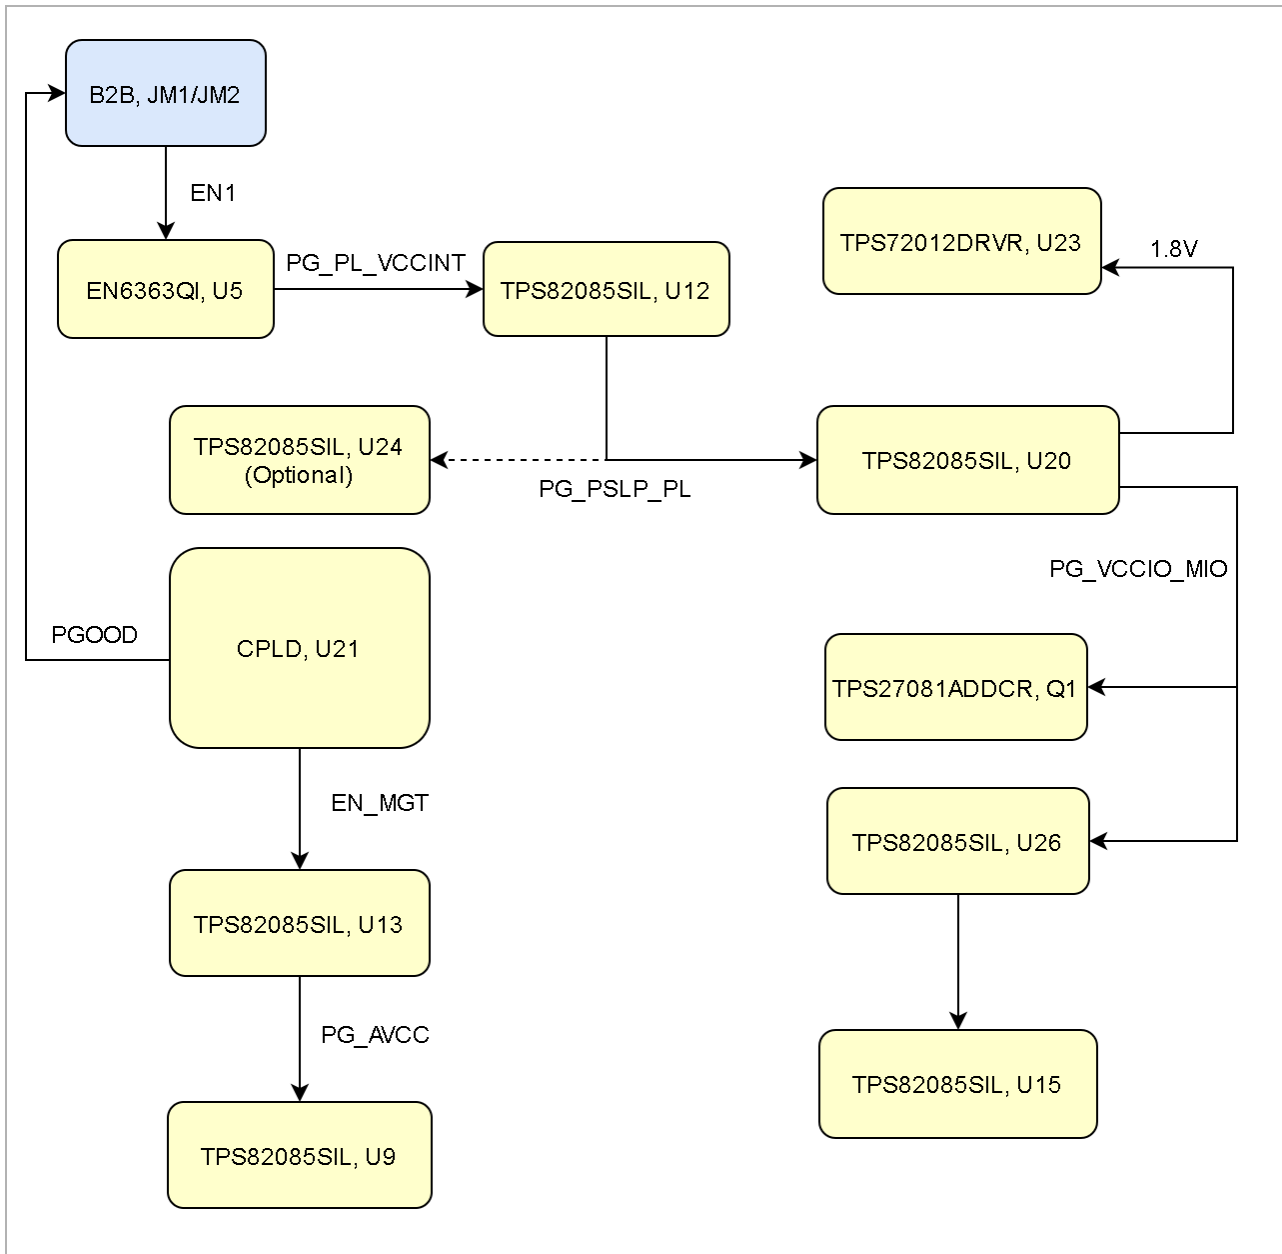 B2B, JM1/JM2
EN1
EN6363QI, U5
PG_PL_VCCINT
TPS82085SIL, U12
TPS72012DRVR, U23
1.8V
TPS82085SIL, U24
(Optional)
PG_PSLP_PL
TPS82085SIL, U20
PG_VCCIO_MIO
PGOOD
CPLD, U21
TPS27081ADDCR, Q1
EN_MGT
TPS82085SIL, U26
TPS82085SIL, U13
PG_AVCC
TPS82085SIL, U15
TPS82085SIL, U9